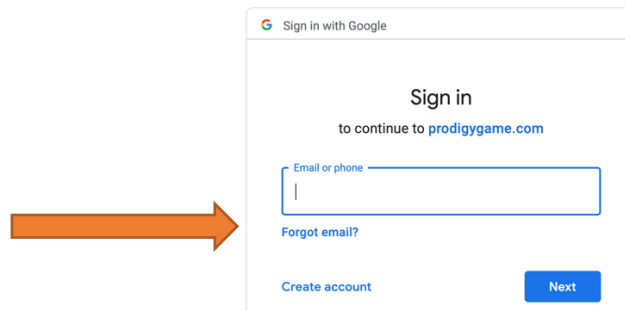 Sign in with Google
Sign in
to continue to prodigygame.com
Email or phone
Forgot email?
Create account
Next